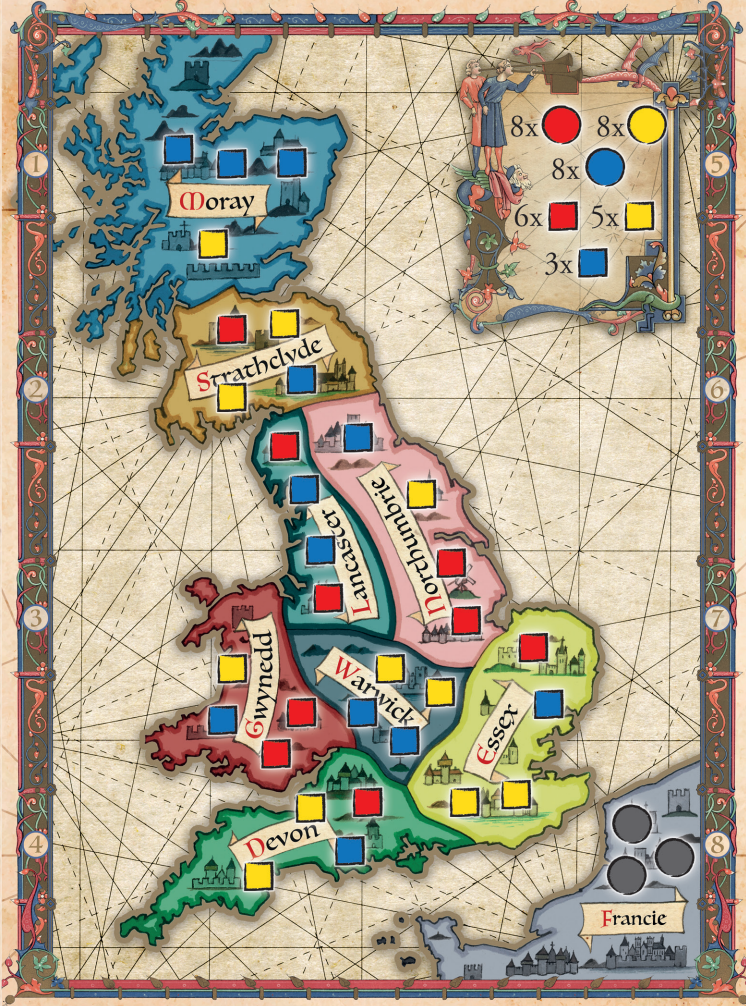 8x 8x
1 5
8x
Moray
6x 5x
3x
Strathclyde
2 6
Lancaster
Northumbrie
3 7
Gwynedd
Warwick
Essex
Devon
4 8
Francie